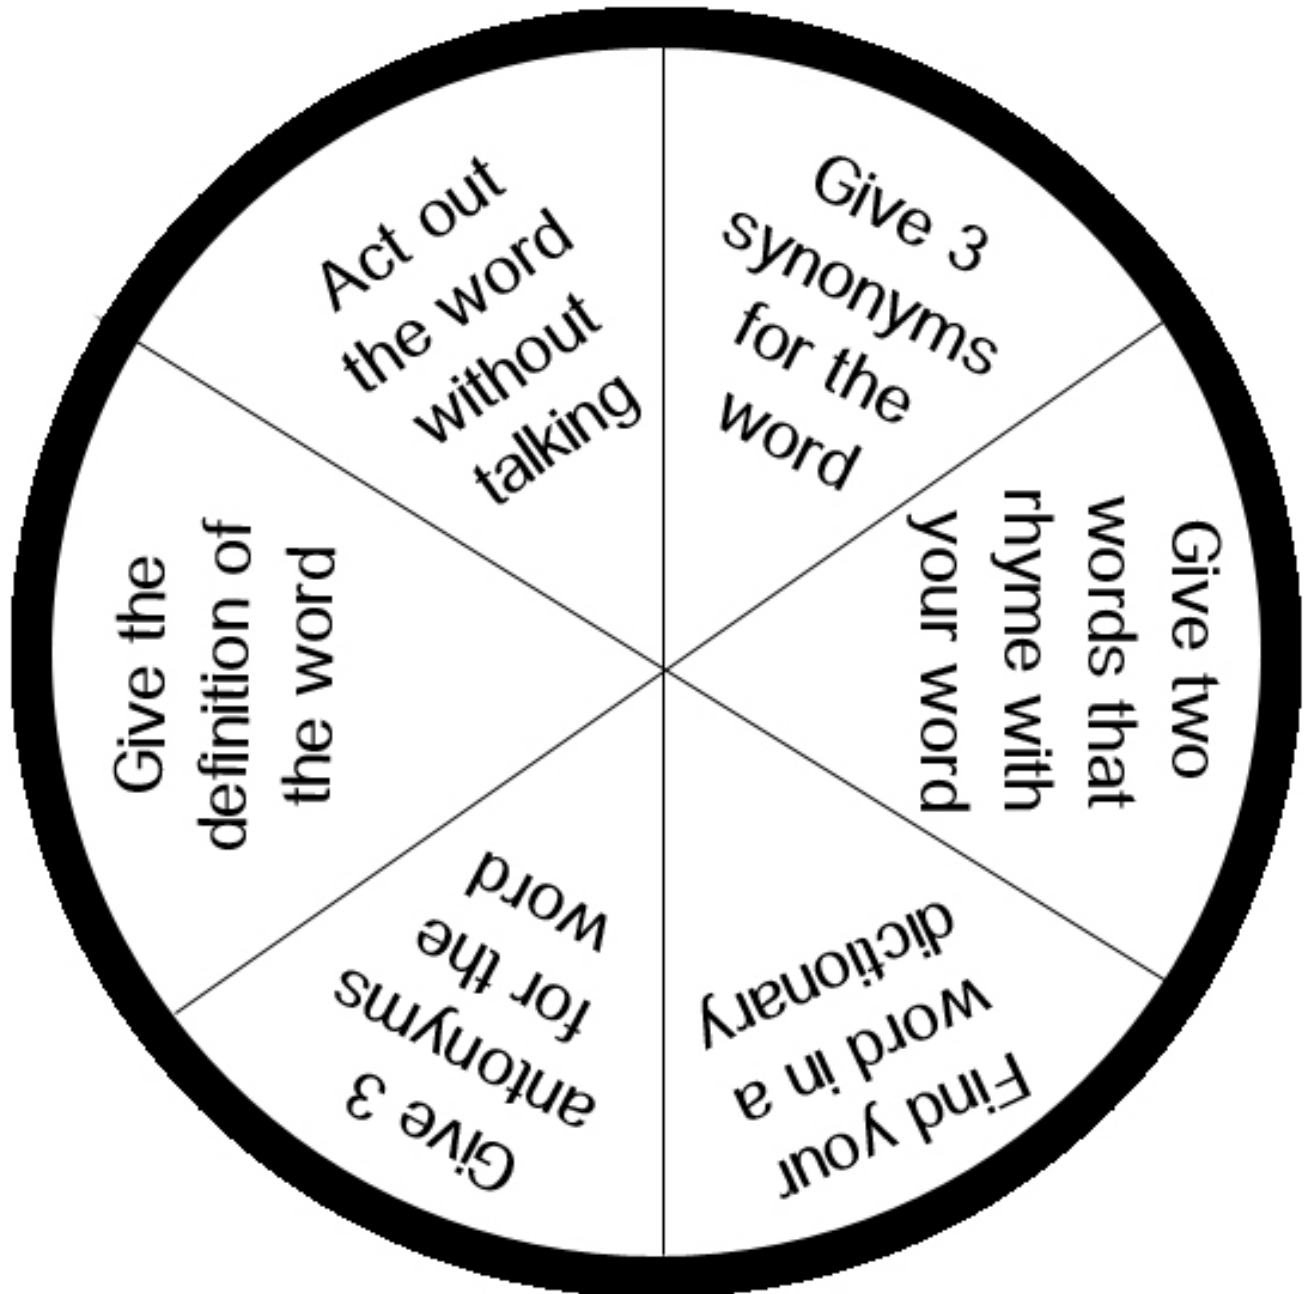 Give 3
synonyms
for the
word
Give two
words that
rhyme with
your word
Find your
word in a
dictionary
Give 3
antonyms
for the
word
Give the
definition of
the word
Act out
the word
without
talking